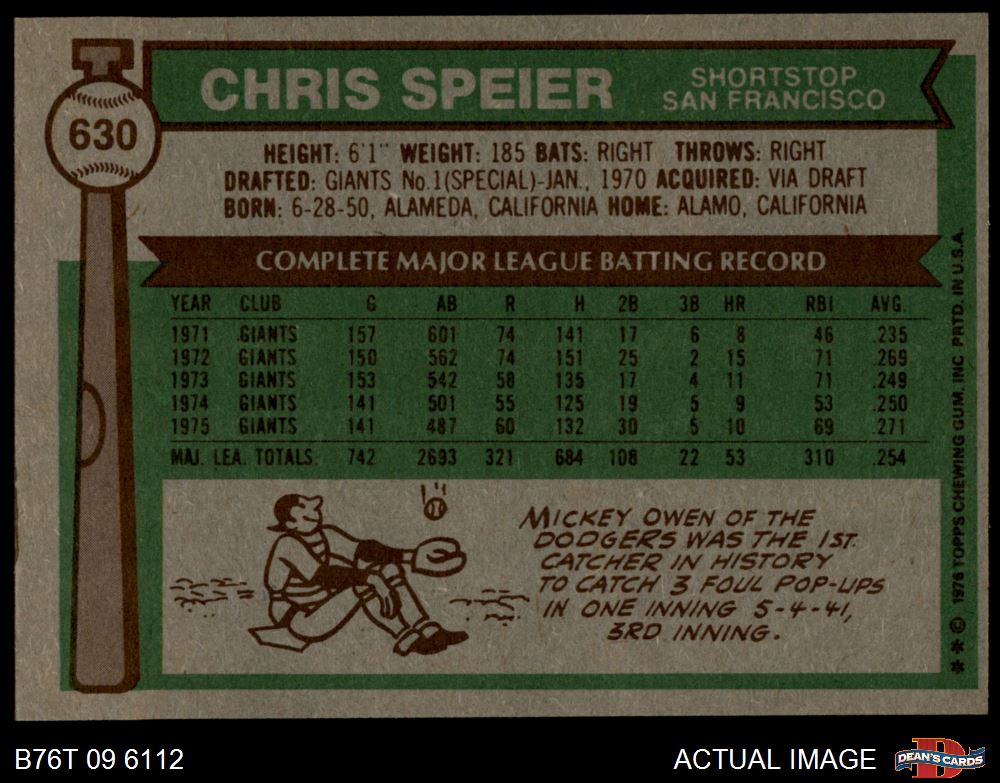 630
CHRIS SPEIER
SHORTSTOP
SAN FRANCISCO
HEIGHT: 6'1" WEIGHT: 185 BATS: RIGHT THROWS: RIGHT
DRAFTED: GIANTS No.1(SPECIAL)-JAN., 1970 ACQUIRED: VIA DRAFT
BORN: 6-28-50, ALAMEDA, CALIFORNIA HOME: ALAMO, CALIFORNIA
COMPLETE MAJOR LEAGUE BATTING RECORD
YEAR CLUB G AB R H 2B 3B HR RBI AVG.
1971 GIANTS 157 601 74 141 17 6 8 46 .235
1972 GIANTS 150 562 74 151 25 2 15 71 .269
1973 GIANTS 153 542 58 135 17 4 11 71 .249
1974 GIANTS 141 501 55 125 19 5 9 53 .250
1975 GIANTS 141 487 60 132 30 5 10 69 .271
MAJ. LEA. TOTALS. 742 2693 321 684 108 22 53 310 .254
MICKEY OWEN OF THE
DODGERS WAS THE 1ST.
CATCHER IN HISTORY
TO CATCH 3 FOUL POP-UPS
IN ONE INNING 5-4-41,
3RD INNING.
* * © 1976 TOPPS CHEWING GUM, INC PRTD. IN U.S.A.
B76T 09 6112
ACTUAL IMAGE
D
DEAN'S CARDS